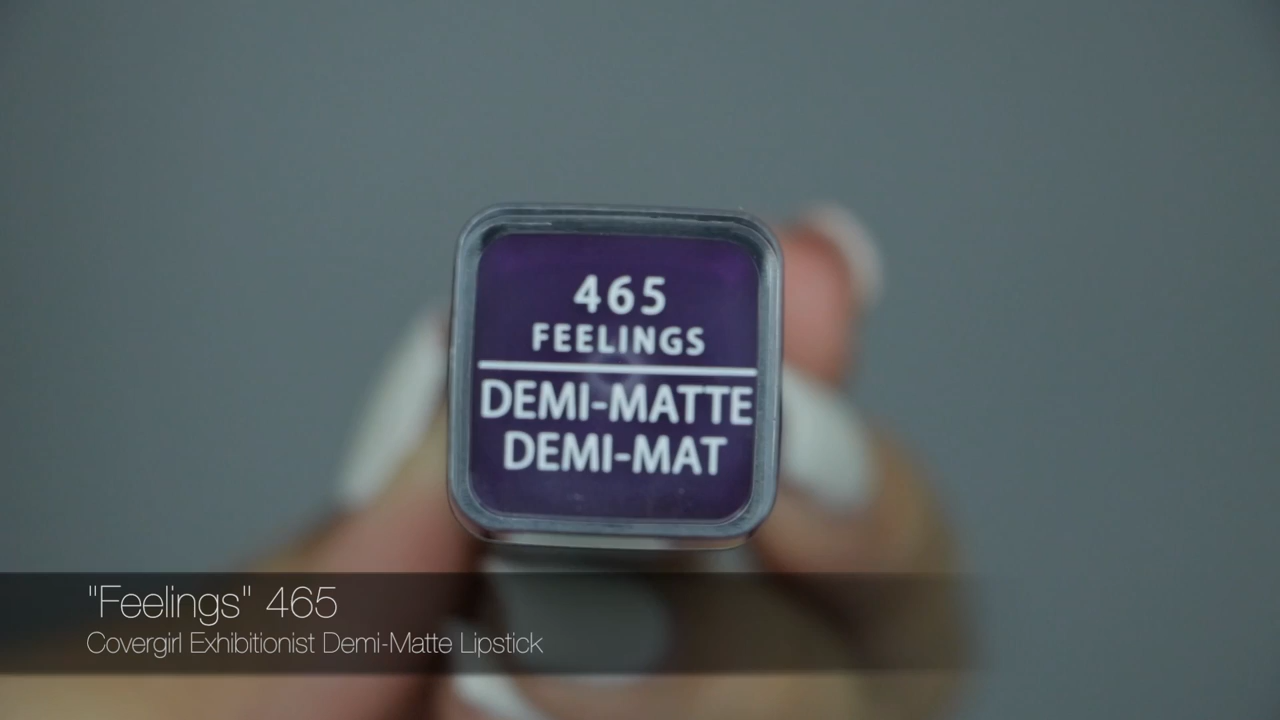 465
FEELINGS
DEMI-MATTE
DEMI-MAT
"Feelings" 465
Covergirl Exhibitionist Demi-Matte Lipstick